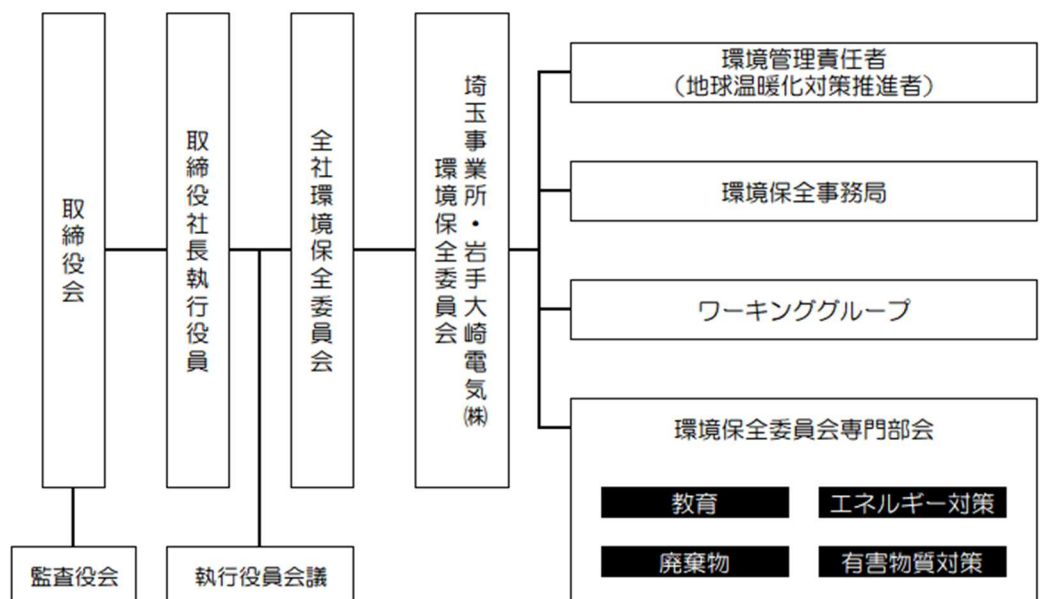 取締役会
取締役社長執行役員
全社環境保全委員会
埼玉事業所・岩手大崎電気㈱
環境保全委員会
環境管理責任者
（地球温暖化対策推進者）
環境保全事務局
ワーキンググループ
環境保全委員会専門部会
教育
エネルギー対策
廃棄物
有害物質対策
監査役会
執行役員会議